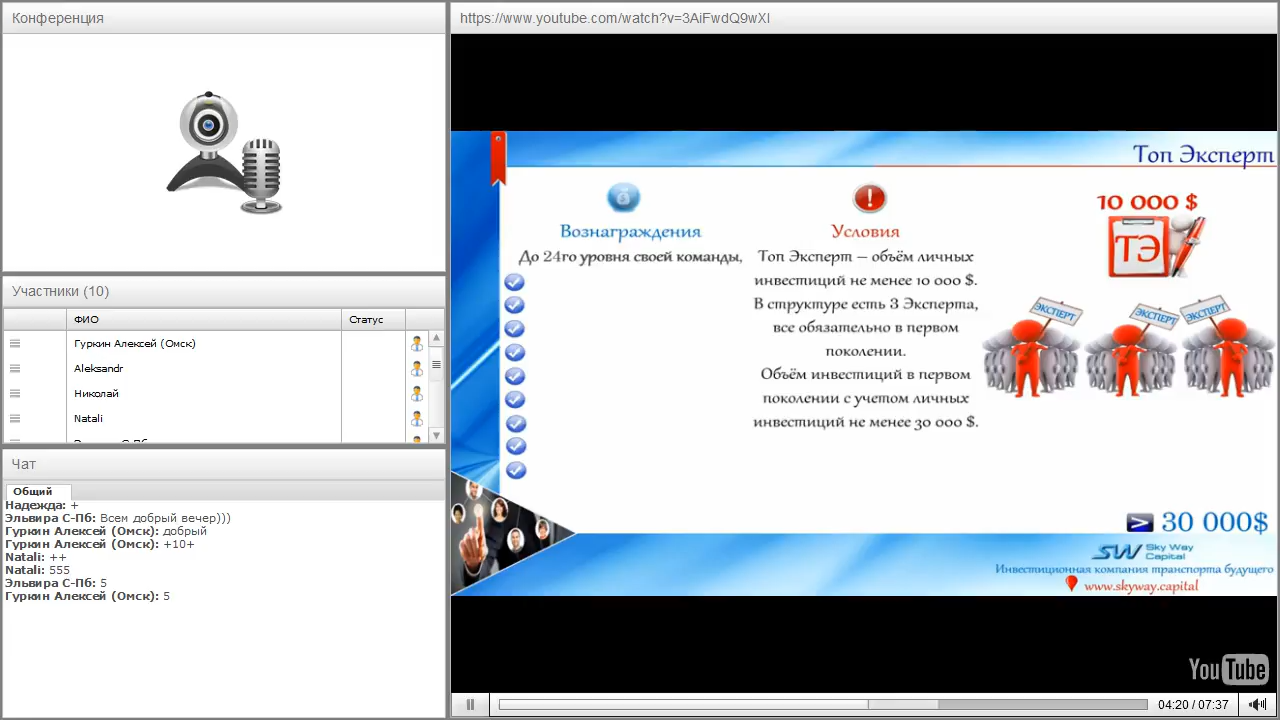 Конференция
Участники (10)
ФИО
Статус
Гуркин Алексей (Омск)
Aleksandr
Николай
Natali
Чат
Общий
Надежда: +
Эльвира С-Пб: Всем добрый вечер)))
Гуркин Алексей (Омск): добрый
Гуркин Алексей (Омск): +10+
Natali: ++
Natali: 555
Эльвира С-Пб: 5
Гуркин Алексей (Омск): 5
https://www.youtube.com/watch?v=3AiFwdQ9wXI
Топ Эксперт
Вознаграждения
До 24го уровня своей команды,
Условия
Топ Эксперт – объём личных
инвестиций не менее 10 000 $.
В структуре есть 3 Эксперта,
все обязательно в первом
поколении.
Объём инвестиций в первом
поколении с учетом личных
инвестиций не менее 30 000 $.
10 000 $
ТЭ
ЭКСПЕРТ
ЭКСПЕРТ
ЭКСПЕРТ
> 30 000$
SW Sky Way
Capital
Инвестиционная компания транспорта будущего
www.skyway.capital
YouTube
04:20 / 07:37